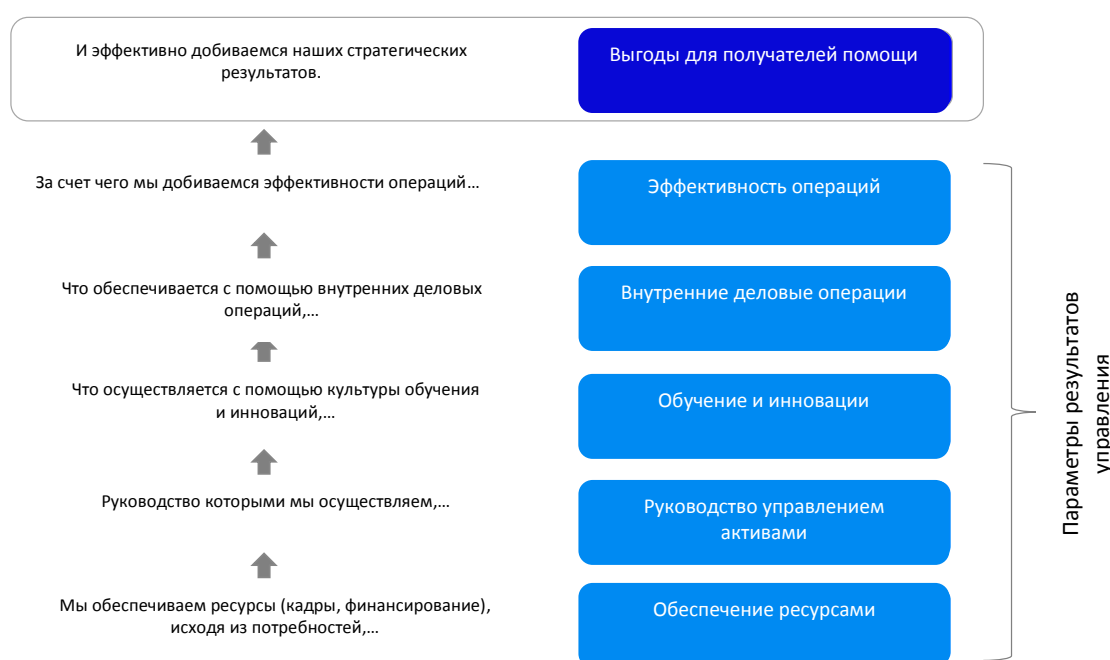 И эффективно добиваемся наших стратегических
результатов.
Выгоды для получателей помощи
За счет чего мы добиваемся эффективности операций…
Эффективность операций
Что обеспечивается с помощью внутренних деловых
операций,…
Внутренние деловые операции
Что осуществляется с помощью культуры обучения
и инноваций,…
Обучение и инновации
Руководство которыми мы осуществляем,…
Руководство управлением
активами
Мы обеспечиваем ресурсы (кадры, финансирование),
исходя из потребностей,…
Обеспечение ресурсами
Параметры результатов
управления